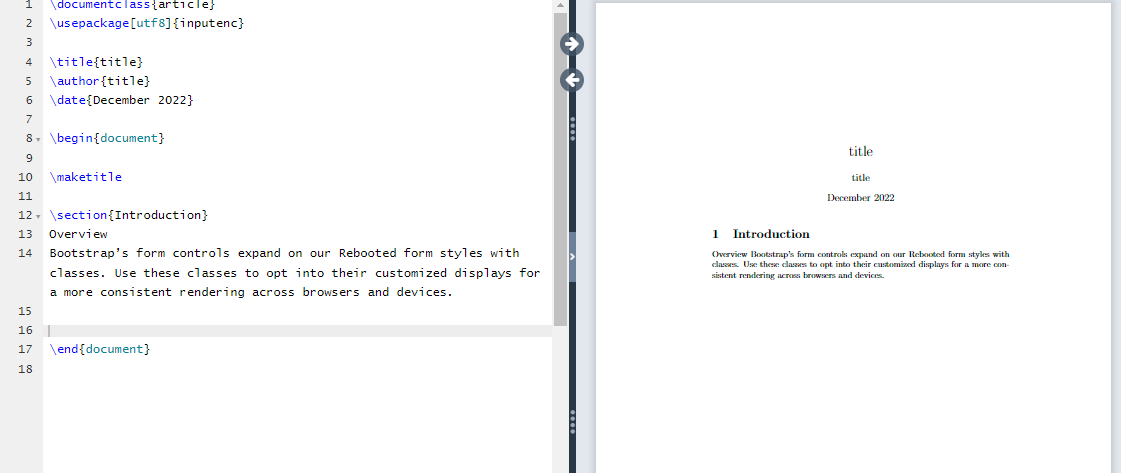 1 \documentclass{article}
2 \usepackage[utf8]{inputenc}
3
4 \title{title}
5 \author{title}
6 \date{December 2022}
7
8 \begin{document}
9
10 \maketitle
11
12 \section{Introduction}
13 Overview
14 Bootstrap’s form controls expand on our Rebooted form styles with
classes. Use these classes to opt into their customized displays for
a more consistent rendering across browsers and devices.
15
16
17 \end{document}
18
title
title
December 2022
1 Introduction
Overview Bootstrap’s form controls expand on our Rebooted form styles with
classes. Use these classes to opt into their customized displays for a more con-
sistent rendering across browsers and devices.